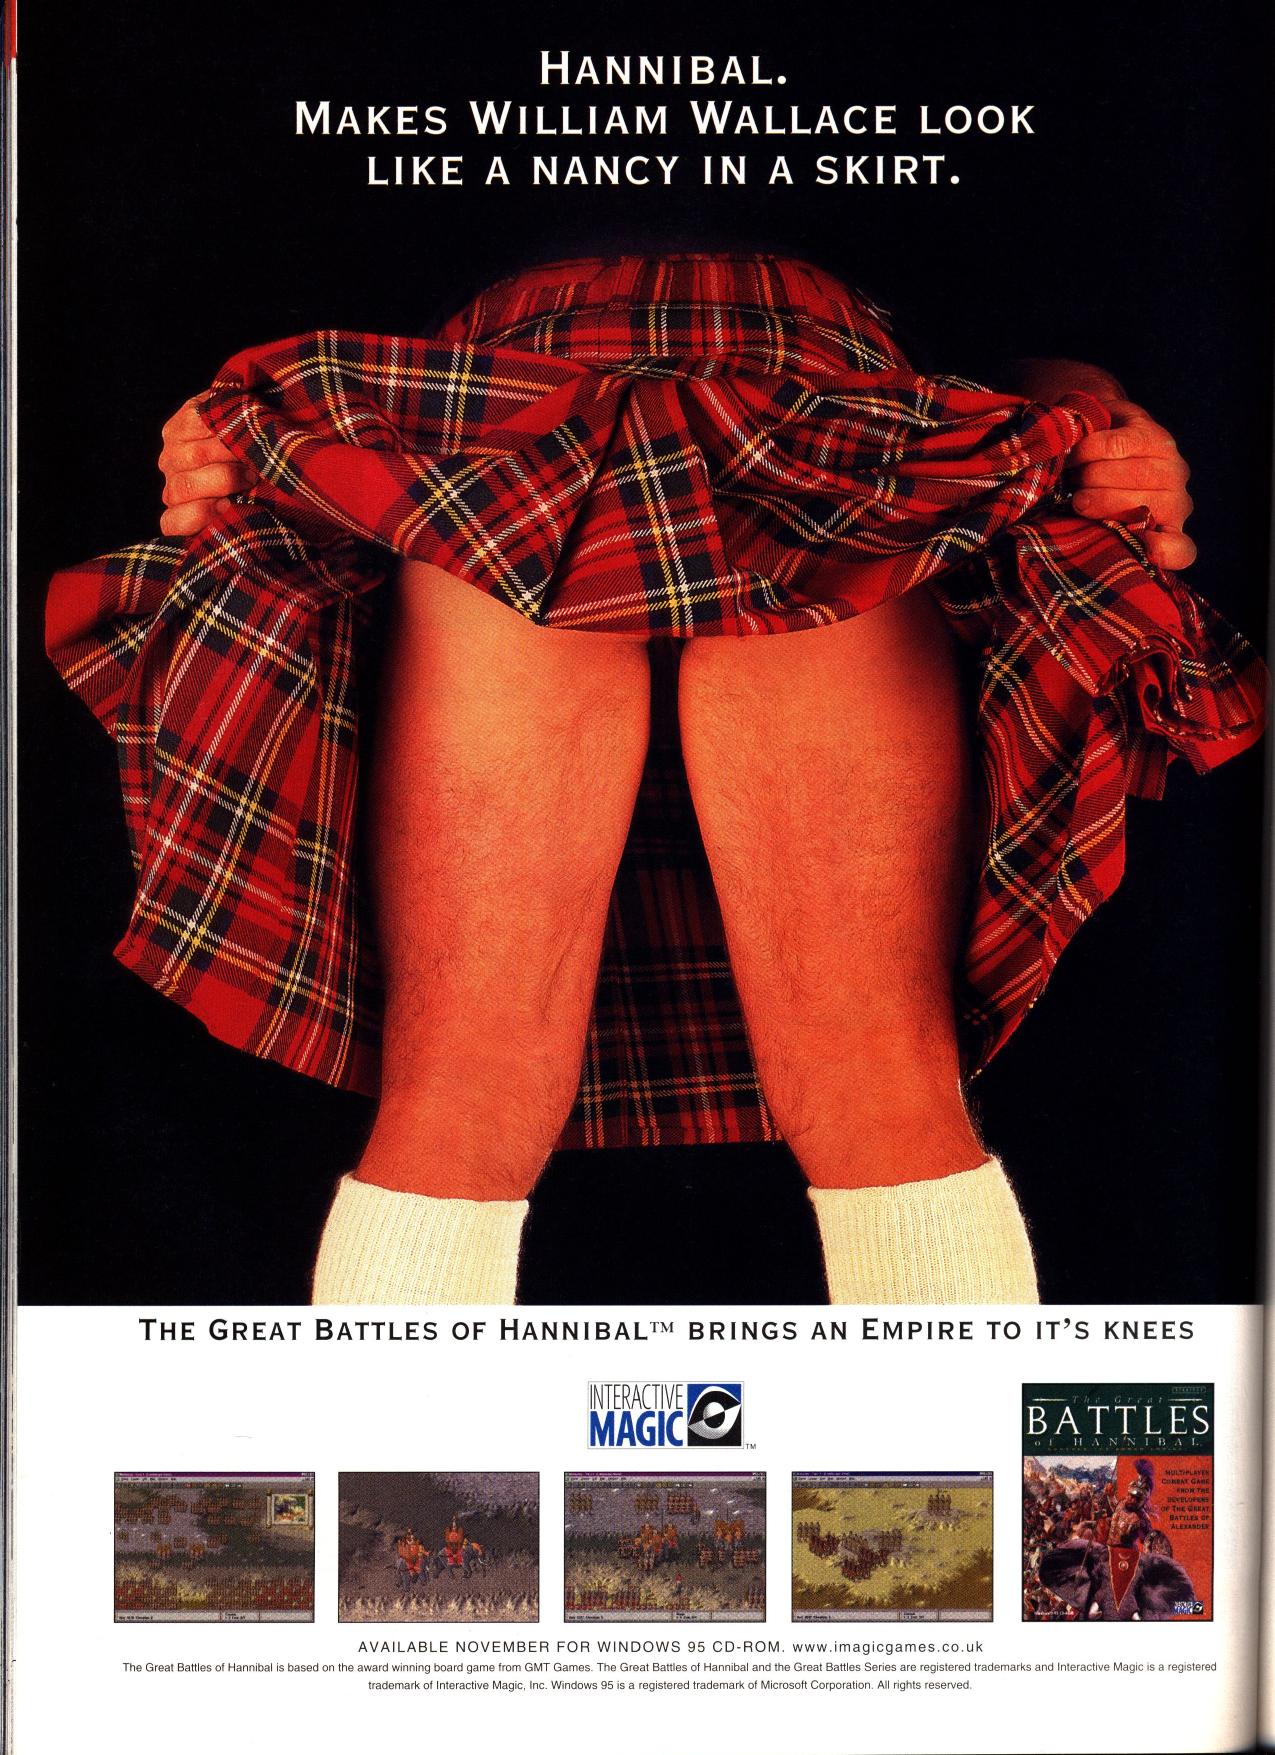 HANNIBAL.
MAKES WILLIAM WALLACE LOOK
LIKE A NANCY IN A SKIRT.
THE GREAT BATTLES OF HANNIBAL™ BRINGS AN EMPIRE TO IT'S KNEES
INTERACTIVE
MAGIC
TM
The Great
BATTLES
of HANNIBAL
MULTIPLAYER
COMBAT GAME
FROM THE
DEVELOPERS
OF THE GREAT
BATTLES OF
ALEXANDER
AVAILABLE NOVEMBER FOR WINDOWS 95 CD-ROM. www.imagicgames.co.uk
The Great Battles of Hannibal is based on the award winning board game from GMT Games. The Great Battles of Hannibal and the Great Battles Series are registered trademarks and Interactive Magic is a registered
trademark of Interactive Magic, Inc. Windows 95 is a registered trademark of Microsoft Corporation. All rights reserved.